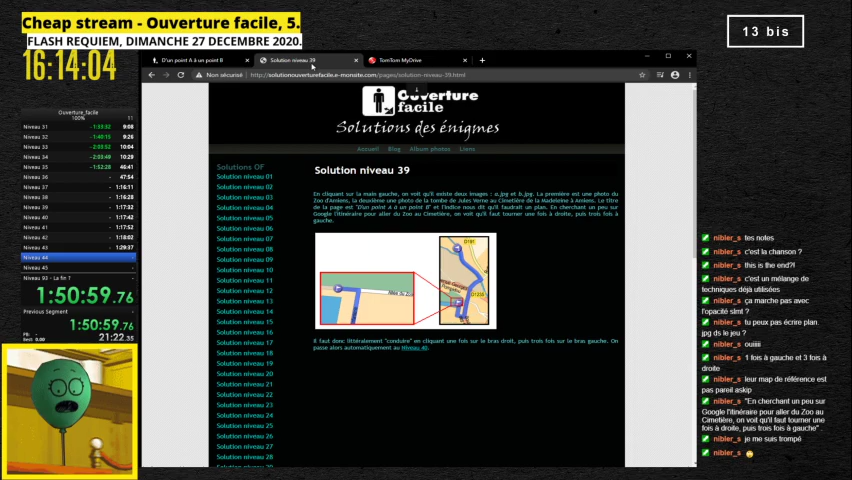 Cheap stream - Ouverture facile, 5.
FLASH REQUIEM, DIMANCHE 27 DECEMBRE 2020.
16:14:04
13 bis
D'un point A à un point B
Solution niveau 39
TomTom MyDrive
Non sécurisé
http://solutionouverturefacile.e-monsite.com/pages/solution-niveau-39.html
Ouverture_facile
100%
11
Niveau 31 -1:33:52 9:08
Niveau 32 -1:40:13 9:26
Niveau 33 -2:03:52 10:04
Niveau 34 -2:03:40 10:29
Niveau 35 -1:52:28 46:41
Niveau 36 - 47:54
Niveau 37 - 1:16:11
Niveau 38 - 1:16:28
Niveau 39 - 1:17:32
Niveau 40 - 1:17:42
Niveau 41 - 1:17:52
Niveau 42 - 1:18:02
Niveau 43 - 1:29:37
Niveau 44 -
Niveau 45 -
Niveau 93 - La fin ? -
1:50:59.76
Previous Segment -
1:50:59.76
PB: -
Best: 0.00
21:22.35
Ouverture
facile
Solutions des énigmes
Accueil Blog Album photos Liens
Solutions OF
Solution niveau 01
Solution niveau 02
Solution niveau 03
Solution niveau 04
Solution niveau 05
Solution niveau 06
Solution niveau 07
Solution niveau 08
Solution niveau 09
Solution niveau 10
Solution niveau 11
Solution niveau 12
Solution niveau 13
Solution niveau 14
Solution niveau 15
Solution niveau 16
Solution niveau 17
Solution niveau 18
Solution niveau 19
Solution niveau 20
Solution niveau 21
Solution niveau 22
Solution niveau 23
Solution niveau 24
Solution niveau 25
Solution niveau 26
Solution niveau 27
Solution niveau 28
Solution niveau 39
En cliquant sur la main gauche, on voit qu'il existe deux images : a.jpg et b.jpg. La première est une photo du
Zoo d'Amiens, la deuxième une photo de la tombe de Jules Verne au Cimetière de la Madeleine à Amiens. Le titre
de la page est "D'un point A à un point B" et l'indice nous dit qu'il faudrait un plan. En cherchant un peu sur
Google l'itinéraire pour aller du Zoo au Cimetière, on voit qu'il faut tourner une fois à droite, puis trois fois à
gauche.
D191
Allée du Zoo
D1235
Il faut donc littéralement "conduire" en cliquant une fois sur le bras droit, puis trois fois sur le bras gauche. On
passe alors automatiquement au Niveau 40.
nibler_s tes notes
nibler_s c'est la chanson ?
nibler_s this is the end?!
nibler_s c'est un mélange de
techniques déjà utilisées
nibler_s ça marche pas avec
l'opacité slmt ?
nibler_s tu peux pas écrire plan.
jpg ds le jeu ?
nibler_s ouiiiii
nibler_s 1 fois à gauche et 3 fois à
droite
nibler_s leur map de référence est
pas pareil askip
nibler_s "En cherchant un peu sur
Google l'itinéraire pour aller du Zoo au
Cimetière, on voit qu'il faut tourner une
fois à droite, puis trois fois à gauche" .
nibler_s je me suis trompé
nibler_s